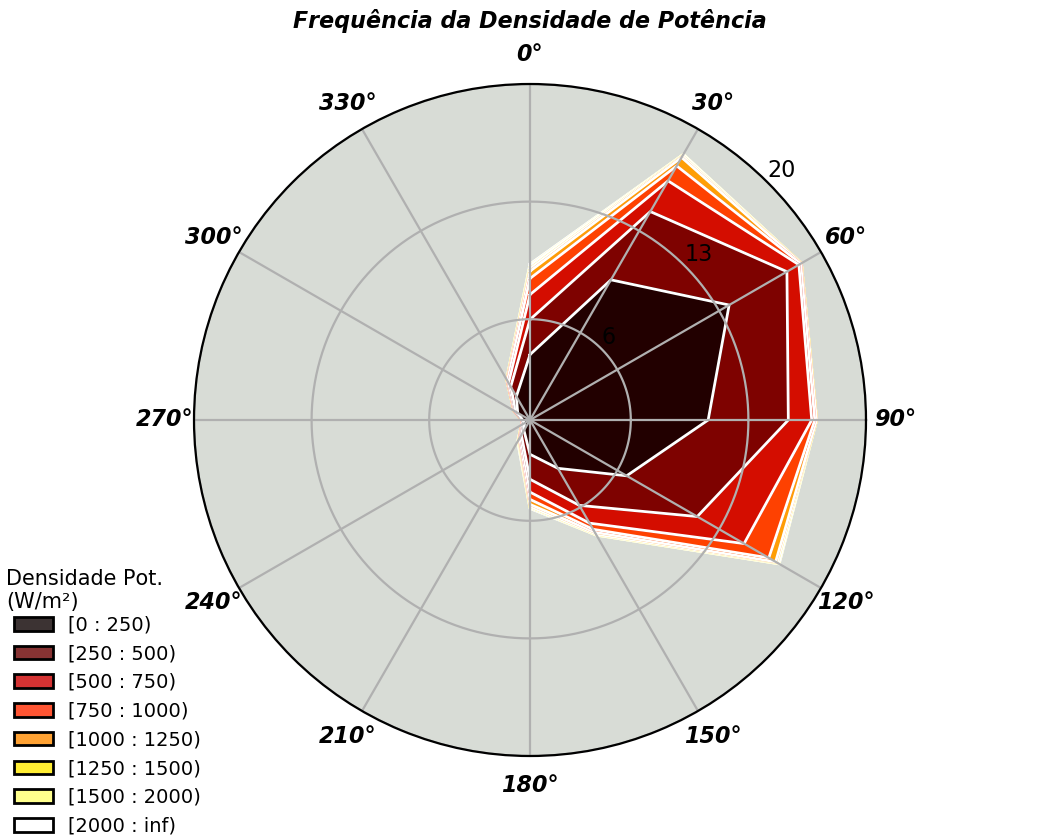 Frequência da Densidade de Potência
0°
330°
30°
20
300°
60°
13
6
270°
90°
240°
120°
210°
150°
180°
Densidade Pot.
(W/m²)
[0 : 250)
[250 : 500)
[500 : 750)
[750 : 1000)
[1000 : 1250)
[1250 : 1500)
[1500 : 2000)
[2000 : inf)